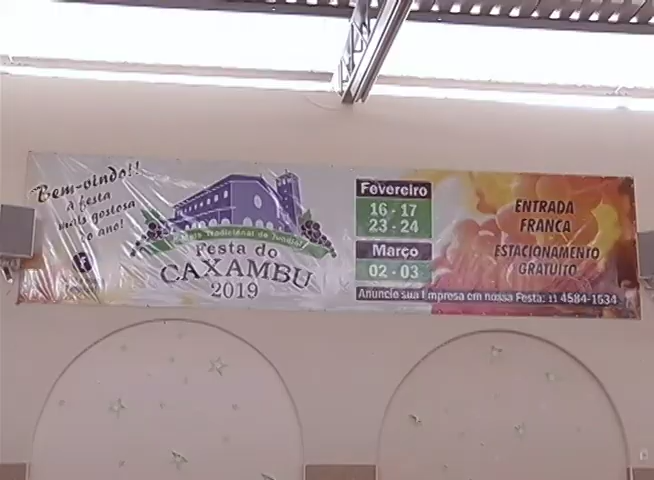 Bem-vindo!!
à festa
mais gostosa
do ano!
Festa Tradicional de Jundiaí
Festa do
CAXAMBU
2019
Fevereiro
16 - 17
23 - 24
Março
02 - 03
ENTRADA
FRANCA
ESTACIONAMENTO
GRATUITO
Anuncie sua Empresa em nossa Festa: 11 4584-1634